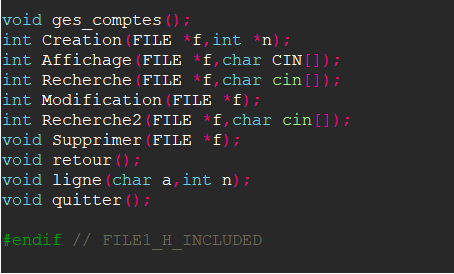 void ges_comptes();
int Creation(FILE *f,int *n);
int Affichage(FILE *f,char CIN[]);
int Recherche(FILE *f,char cin[]);
int Modification(FILE *f);
int Recherche2(FILE *f,char cin[]);
void Supprimer(FILE *f);
void retour();
void ligne(char a,int n);
void quitter();
#endif // FILE1_H_INCLUDED